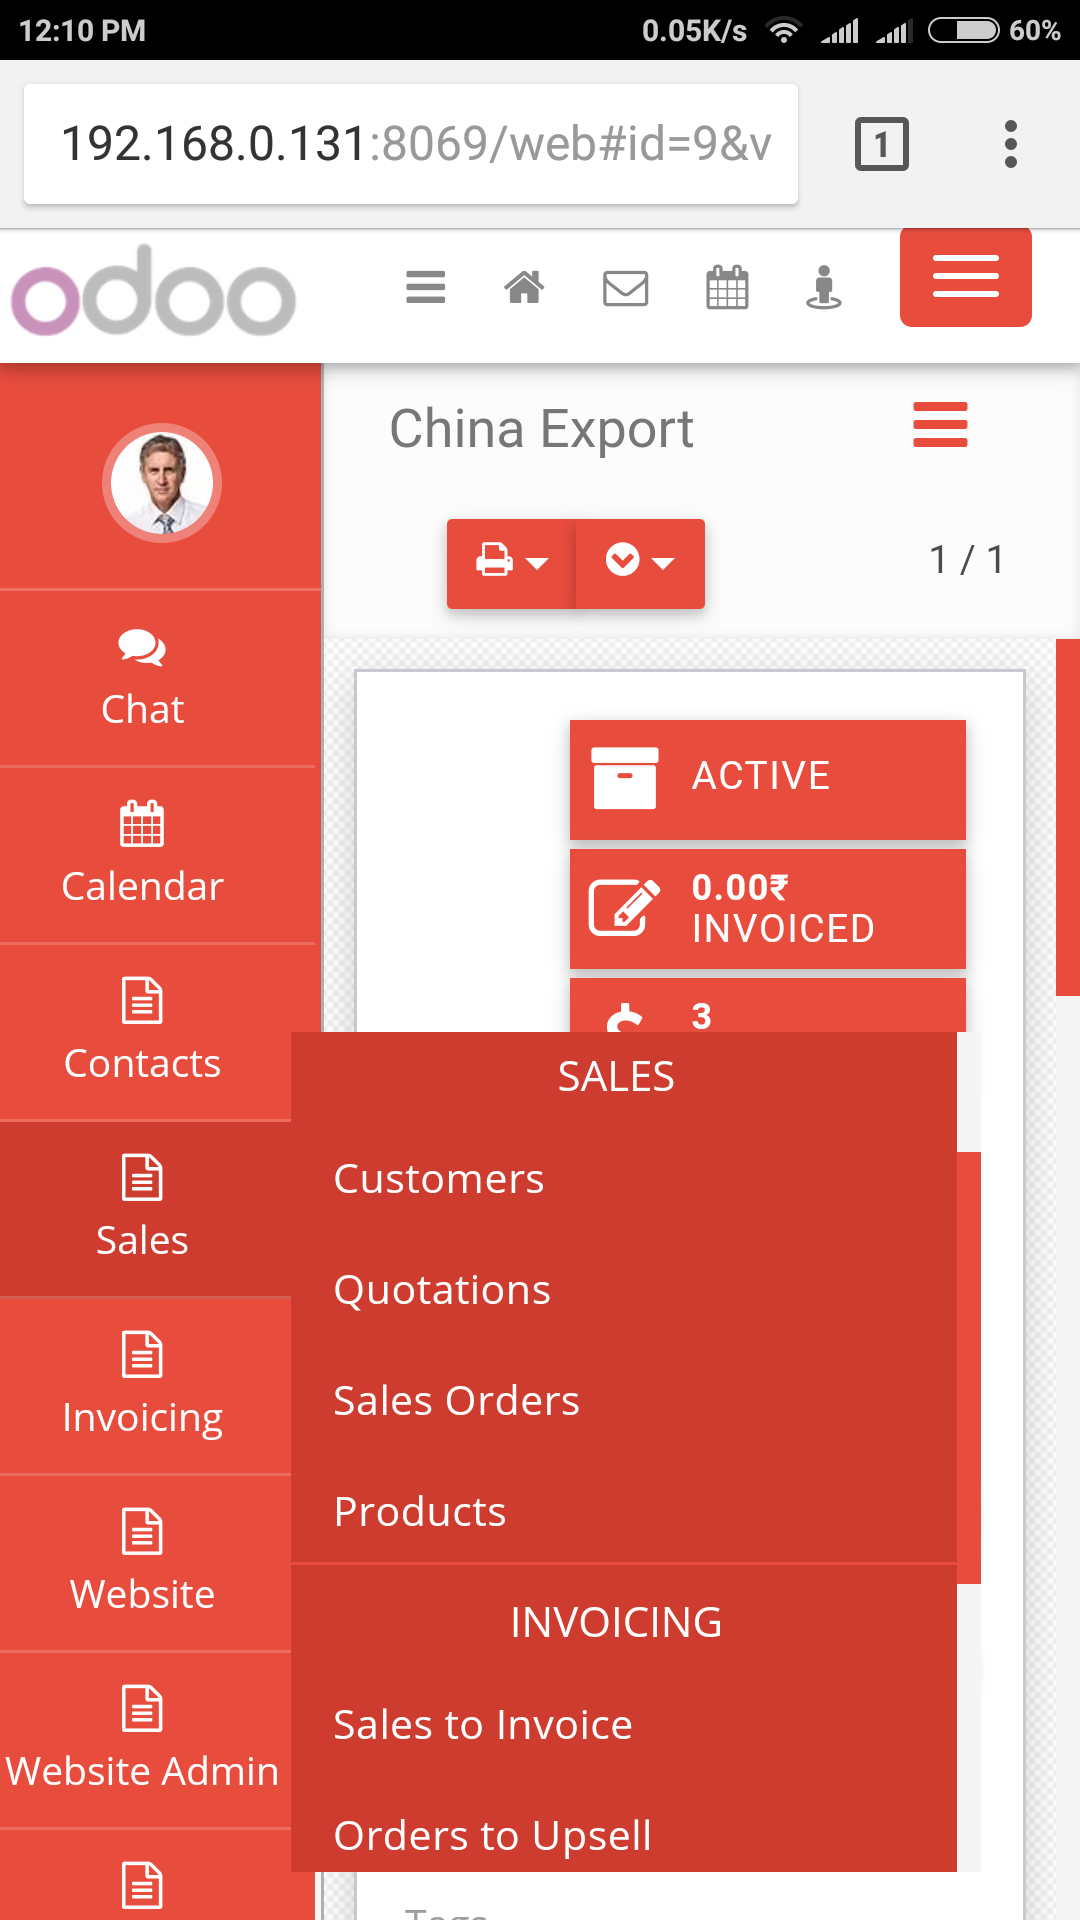 12:10 PM
0.05K/s
60%
192.168.0.131:8069/web#id=9&v
1
odoo
China Export
1 / 1
Chat
Calendar
Contacts
Sales
Invoicing
Website
Website Admin
ACTIVE
0.00₹
INVOICED
3
SALES
Customers
Quotations
Sales Orders
Products
INVOICING
Sales to Invoice
Orders to Upsell
Tags